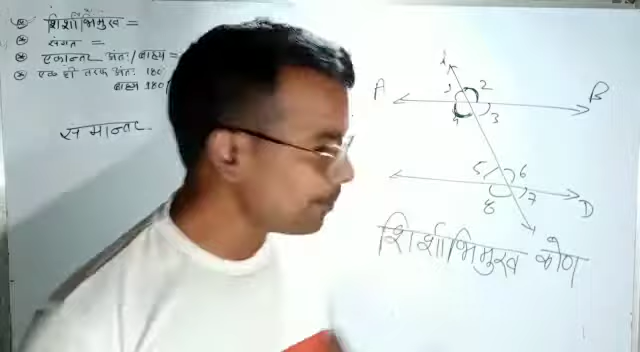 शिर्शाभिमुख =
संगत =
एकान्तर अंतः/बाह्य =
एक ही तरफ अंतः 180
बाह्य 180
समान्तर
A
B
1 2
4 3
5 6
8 7
D
शिर्शाभिमुख कोण